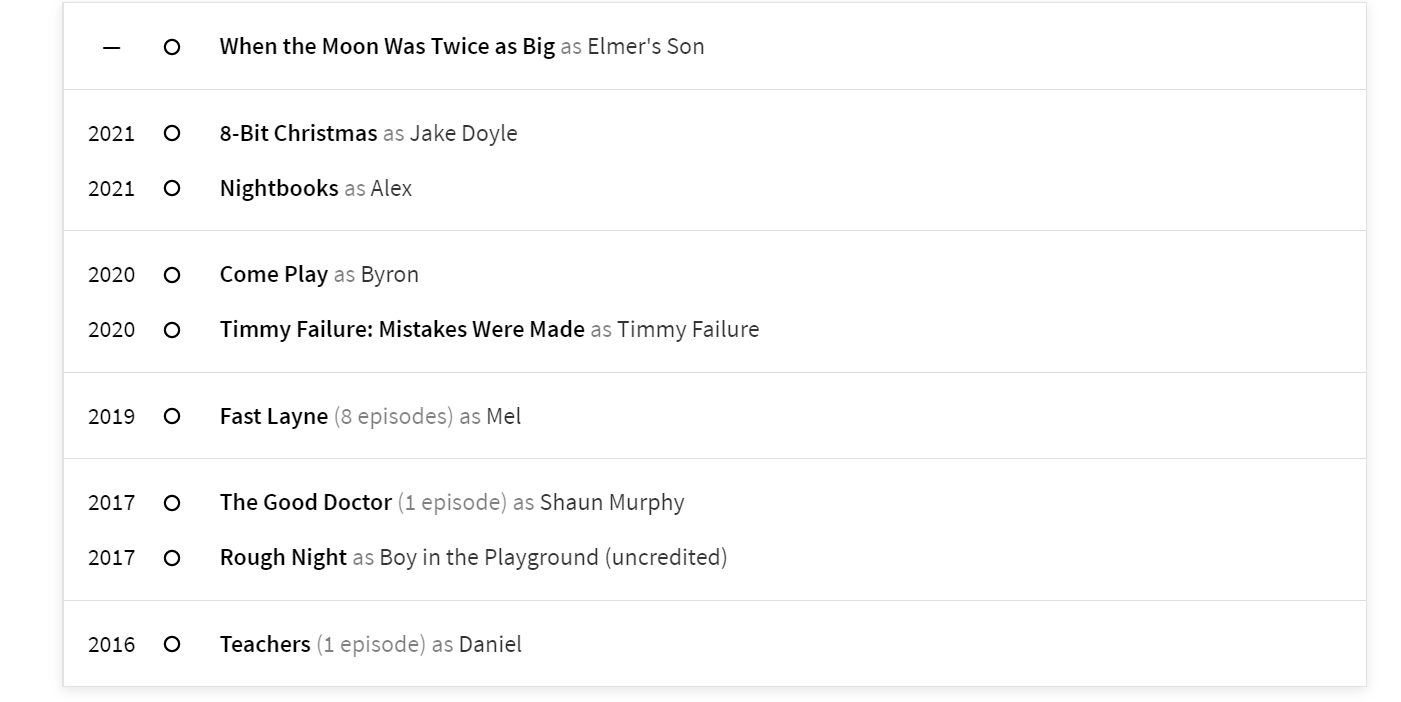 — When the Moon Was Twice as Big as Elmer's Son
2021 8-Bit Christmas as Jake Doyle
2021 Nightbooks as Alex
2020 Come Play as Byron
2020 Timmy Failure: Mistakes Were Made as Timmy Failure
2019 Fast Layne (8 episodes) as Mel
2017 The Good Doctor (1 episode) as Shaun Murphy
2017 Rough Night as Boy in the Playground (uncredited)
2016 Teachers (1 episode) as Daniel